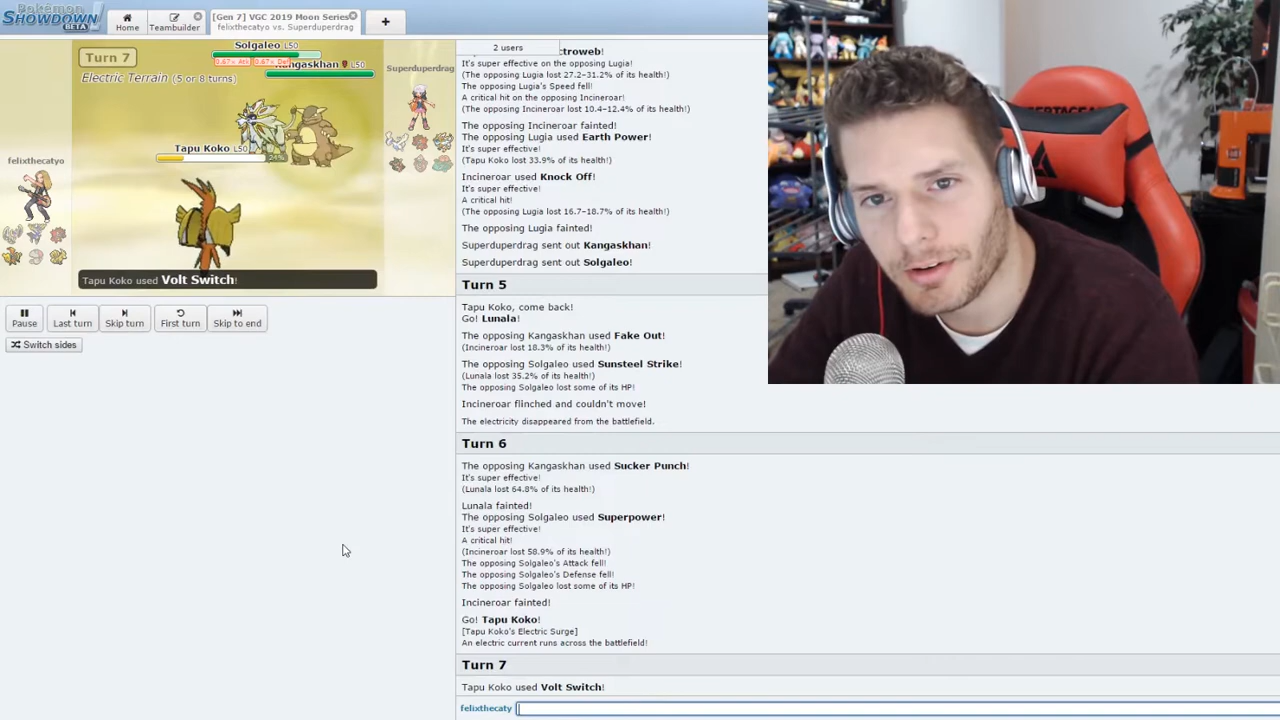 Pokémon
SHOWDOWN
BETA
Home
Teambuilder
[Gen 7] VGC 2019 Moon Series
felixthecatyo vs. Superduperdrag
+
Turn 7
Electric Terrain (5 or 8 turns)
Solgaleo L50
0.67× Atk 0.67× Def
Kangaskhan L50
Superduperdrag
felixthecatyo
Tapu Koko L50
24%
Tapu Koko used Volt Switch!
Pause
Last turn
Skip turn
First turn
Skip to end
Switch sides
2 users
ctroweb!
It's super effective on the opposing Lugia!
(The opposing Lugia lost 27.2–31.2% of its health!)
The opposing Lugia's Speed fell!
A critical hit on the opposing Incineroar!
(The opposing Incineroar lost 10.4–12.4% of its health!)
The opposing Incineroar fainted!
The opposing Lugia used Earth Power!
It's super effective!
(Tapu Koko lost 33.9% of its health!)
Incineroar used Knock Off!
It's super effective!
A critical hit!
(The opposing Lugia lost 16.7–18.7% of its health!)
The opposing Lugia fainted!
Superduperdrag sent out Kangaskhan!
Superduperdrag sent out Solgaleo!
Turn 5
Tapu Koko, come back!
Go! Lunala!
The opposing Kangaskhan used Fake Out!
(Incineroar lost 18.3% of its health!)
The opposing Solgaleo used Sunsteel Strike!
(Lunala lost 35.2% of its health!)
The opposing Solgaleo lost some of its HP!
Incineroar flinched and couldn't move!
The electricity disappeared from the battlefield.
Turn 6
The opposing Kangaskhan used Sucker Punch!
It's super effective!
(Lunala lost 64.8% of its health!)
Lunala fainted!
The opposing Solgaleo used Superpower!
It's super effective!
A critical hit!
(Incineroar lost 58.9% of its health!)
The opposing Solgaleo's Attack fell!
The opposing Solgaleo's Defense fell!
The opposing Solgaleo lost some of its HP!
Incineroar fainted!
Go! Tapu Koko!
[Tapu Koko's Electric Surge]
An electric current runs across the battlefield!
Turn 7
Tapu Koko used Volt Switch!
felixthecaty